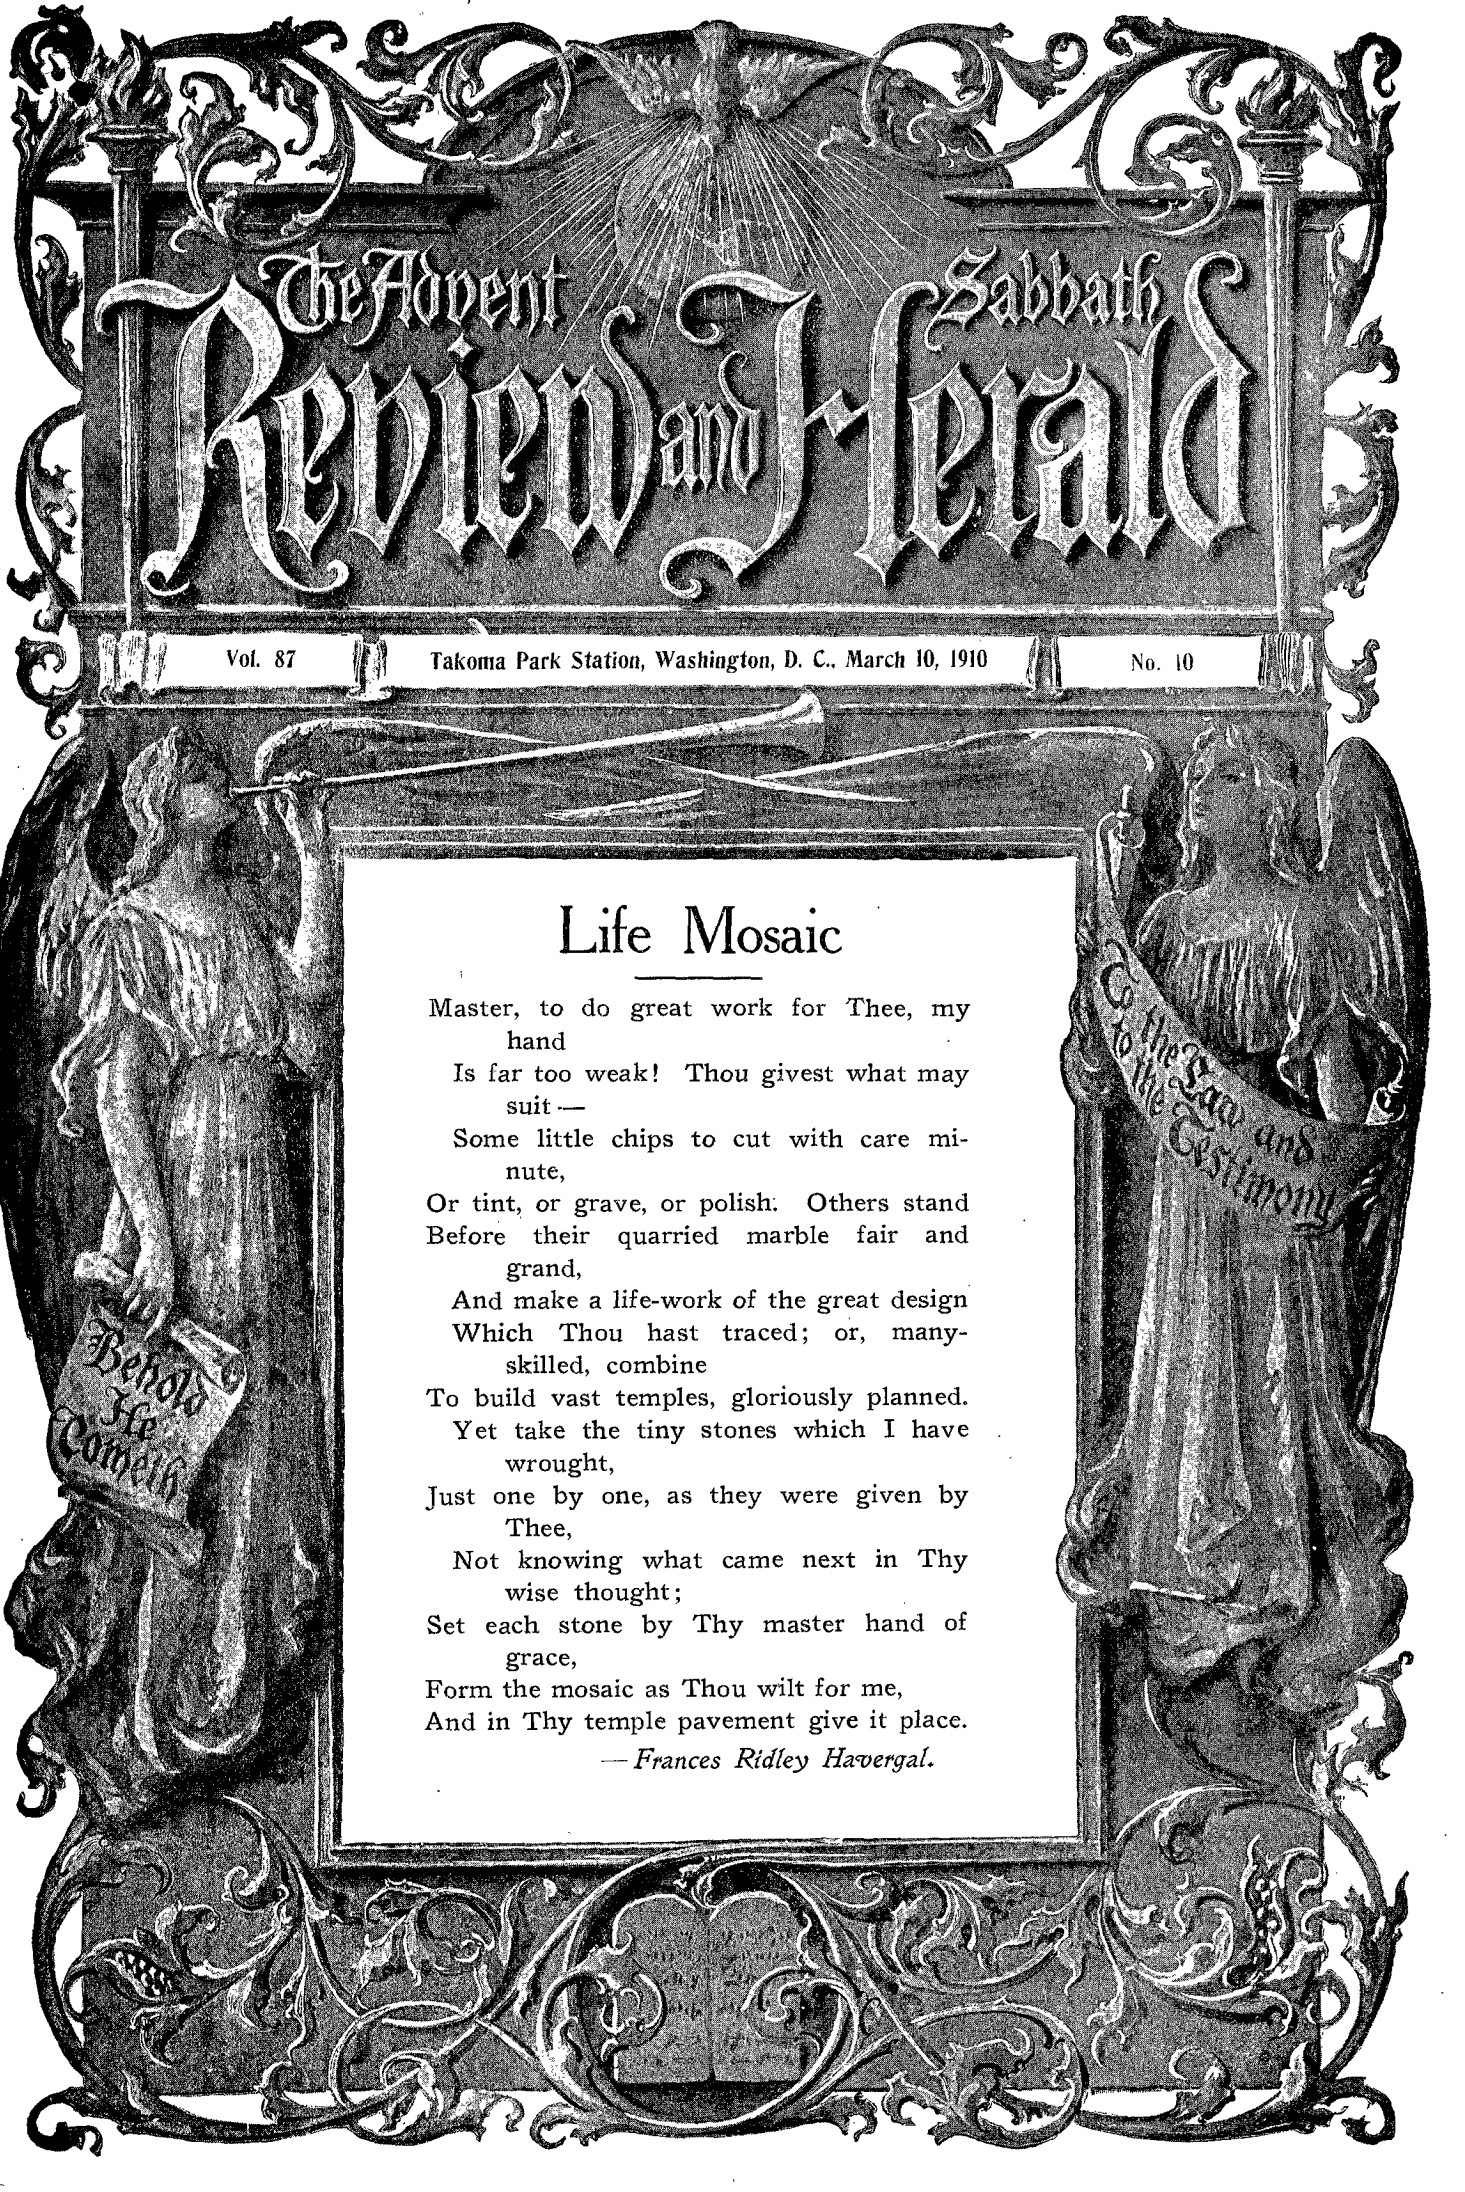 The Advent Sabbath
Review and Herald
Vol. 87
Takoma Park Station, Washington, D. C., March 10, 1910
No. 10
Life Mosaic
Master, to do great work for Thee, my
hand
Is far too weak! Thou givest what may
suit —
Some little chips to cut with care mi-
nute,
Or tint, or grave, or polish. Others stand
Before their quarried marble fair and
grand,
And make a life-work of the great design
Which Thou hast traced; or, many-
skilled, combine
To build vast temples, gloriously planned.
Yet take the tiny stones which I have
wrought,
Just one by one, as they were given by
Thee,
Not knowing what came next in Thy
wise thought;
Set each stone by Thy master hand of
grace,
Form the mosaic as Thou wilt for me,
And in Thy temple pavement give it place.
— Frances Ridley Havergal.
Behold
He
Cometh
To the Law and
to the Testimony